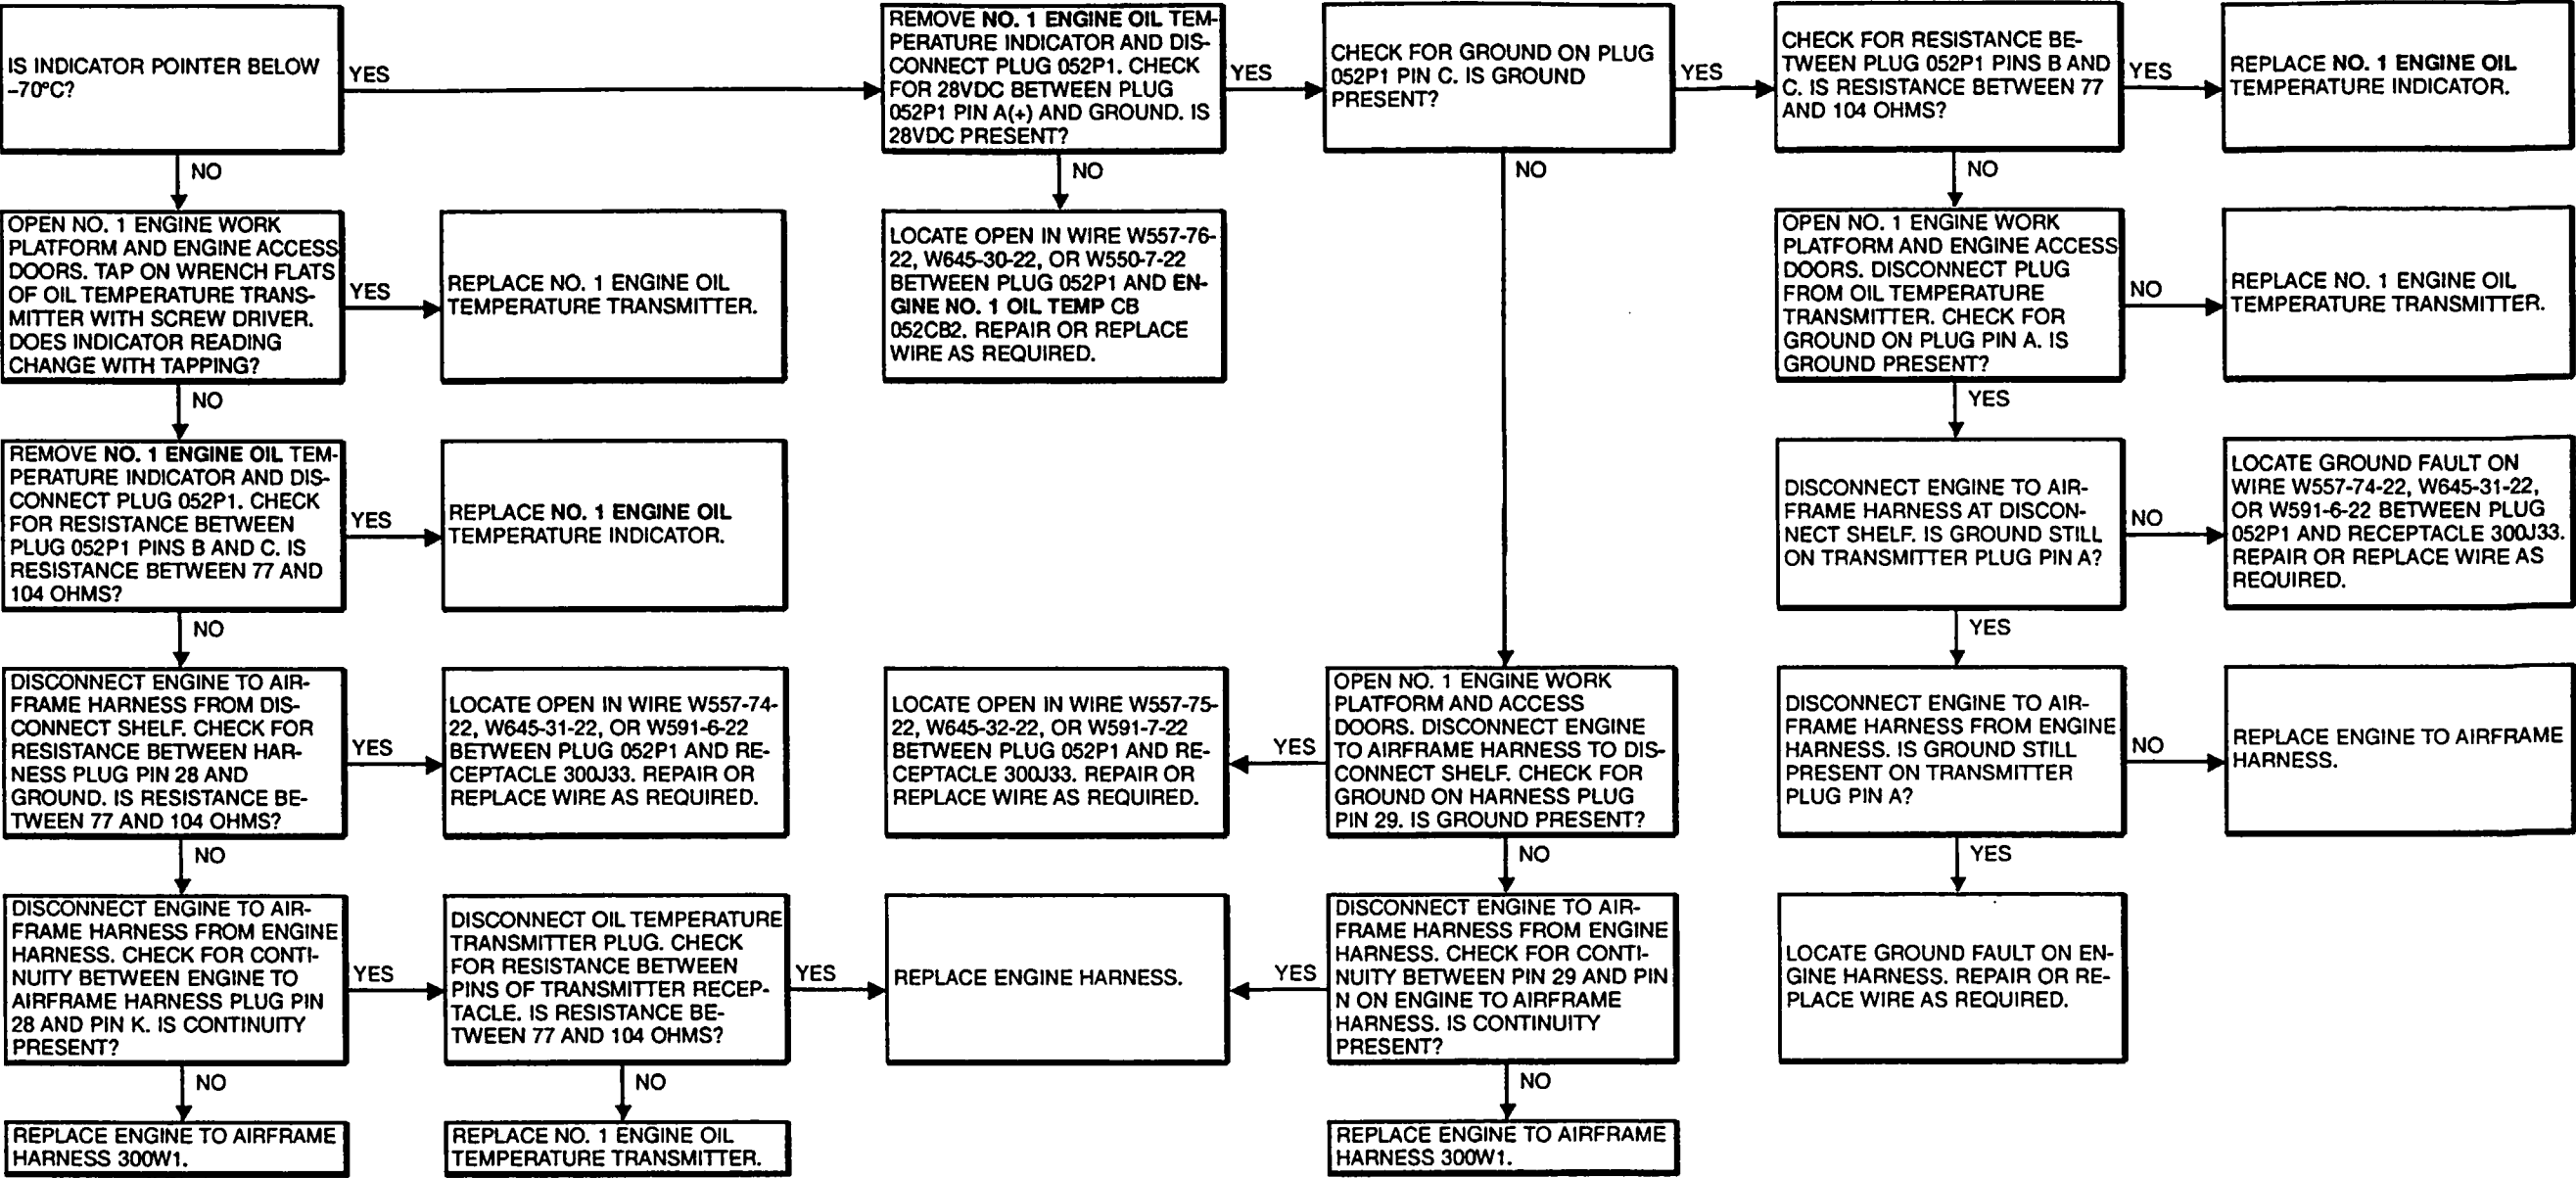 IS INDICATOR POINTER BELOW
–70°C?
YES
NO
REMOVE NO. 1 ENGINE OIL TEM-
PERATURE INDICATOR AND DIS-
CONNECT PLUG 052P1. CHECK
FOR 28VDC BETWEEN PLUG
052P1 PIN A(+) AND GROUND. IS
28VDC PRESENT?
YES
NO
CHECK FOR GROUND ON PLUG
052P1 PIN C. IS GROUND
PRESENT?
YES
NO
CHECK FOR RESISTANCE BE-
TWEEN PLUG 052P1 PINS B AND
C. IS RESISTANCE BETWEEN 77
AND 104 OHMS?
YES
NO
REPLACE NO. 1 ENGINE OIL
TEMPERATURE INDICATOR.
OPEN NO. 1 ENGINE WORK
PLATFORM AND ENGINE ACCESS
DOORS. TAP ON WRENCH FLATS
OF OIL TEMPERATURE TRANS-
MITTER WITH SCREW DRIVER.
DOES INDICATOR READING
CHANGE WITH TAPPING?
YES
NO
REPLACE NO. 1 ENGINE OIL
TEMPERATURE TRANSMITTER.
LOCATE OPEN IN WIRE W557-76-
22, W645-30-22, OR W550-7-22
BETWEEN PLUG 052P1 AND EN-
GINE NO. 1 OIL TEMP CB
052CB2. REPAIR OR REPLACE
WIRE AS REQUIRED.
OPEN NO. 1 ENGINE WORK
PLATFORM AND ENGINE ACCESS
DOORS. DISCONNECT PLUG
FROM OIL TEMPERATURE
TRANSMITTER. CHECK FOR
GROUND ON PLUG PIN A. IS
GROUND PRESENT?
NO
YES
REPLACE NO. 1 ENGINE OIL
TEMPERATURE TRANSMITTER.
REMOVE NO. 1 ENGINE OIL TEM-
PERATURE INDICATOR AND DIS-
CONNECT PLUG 052P1. CHECK
FOR RESISTANCE BETWEEN
PLUG 052P1 PINS B AND C. IS
RESISTANCE BETWEEN 77 AND
104 OHMS?
YES
NO
REPLACE NO. 1 ENGINE OIL
TEMPERATURE INDICATOR.
DISCONNECT ENGINE TO AIR-
FRAME HARNESS AT DISCON-
NECT SHELF. IS GROUND STILL
ON TRANSMITTER PLUG PIN A?
NO
YES
LOCATE GROUND FAULT ON
WIRE W557-74-22, W645-31-22,
OR W591-6-22 BETWEEN PLUG
052P1 AND RECEPTACLE 300J33.
REPAIR OR REPLACE WIRE AS
REQUIRED.
DISCONNECT ENGINE TO AIR-
FRAME HARNESS FROM DIS-
CONNECT SHELF. CHECK FOR
RESISTANCE BETWEEN HAR-
NESS PLUG PIN 28 AND
GROUND. IS RESISTANCE BE-
TWEEN 77 AND 104 OHMS?
YES
NO
LOCATE OPEN IN WIRE W557-74-
22, W645-31-22, OR W591-6-22
BETWEEN PLUG 052P1 AND RE-
CEPTACLE 300J33. REPAIR OR
REPLACE WIRE AS REQUIRED.
LOCATE OPEN IN WIRE W557-75-
22, W645-32-22, OR W591-7-22
BETWEEN PLUG 052P1 AND RE-
CEPTACLE 300J33. REPAIR OR
REPLACE WIRE AS REQUIRED.
YES
OPEN NO. 1 ENGINE WORK
PLATFORM AND ACCESS
DOORS. DISCONNECT ENGINE
TO AIRFRAME HARNESS TO DIS-
CONNECT SHELF. CHECK FOR
GROUND ON HARNESS PLUG
PIN 29. IS GROUND PRESENT?
NO
DISCONNECT ENGINE TO AIR-
FRAME HARNESS FROM ENGINE
HARNESS. IS GROUND STILL
PRESENT ON TRANSMITTER
PLUG PIN A?
NO
YES
REPLACE ENGINE TO AIRFRAME
HARNESS.
DISCONNECT ENGINE TO AIR-
FRAME HARNESS FROM ENGINE
HARNESS. CHECK FOR CONTI-
NUITY BETWEEN ENGINE TO
AIRFRAME HARNESS PLUG PIN
28 AND PIN K. IS CONTINUITY
PRESENT?
YES
NO
DISCONNECT OIL TEMPERATURE
TRANSMITTER PLUG. CHECK
FOR RESISTANCE BETWEEN
PINS OF TRANSMITTER RECEP-
TACLE. IS RESISTANCE BE-
TWEEN 77 AND 104 OHMS?
YES
NO
REPLACE ENGINE HARNESS.
YES
DISCONNECT ENGINE TO AIR-
FRAME HARNESS FROM ENGINE
HARNESS. CHECK FOR CONTI-
NUITY BETWEEN PIN 29 AND PIN
N ON ENGINE TO AIRFRAME
HARNESS. IS CONTINUITY
PRESENT?
NO
LOCATE GROUND FAULT ON EN-
GINE HARNESS. REPAIR OR RE-
PLACE WIRE AS REQUIRED.
REPLACE ENGINE TO AIRFRAME
HARNESS 300W1.
REPLACE NO. 1 ENGINE OIL
TEMPERATURE TRANSMITTER.
REPLACE ENGINE TO AIRFRAME
HARNESS 300W1.